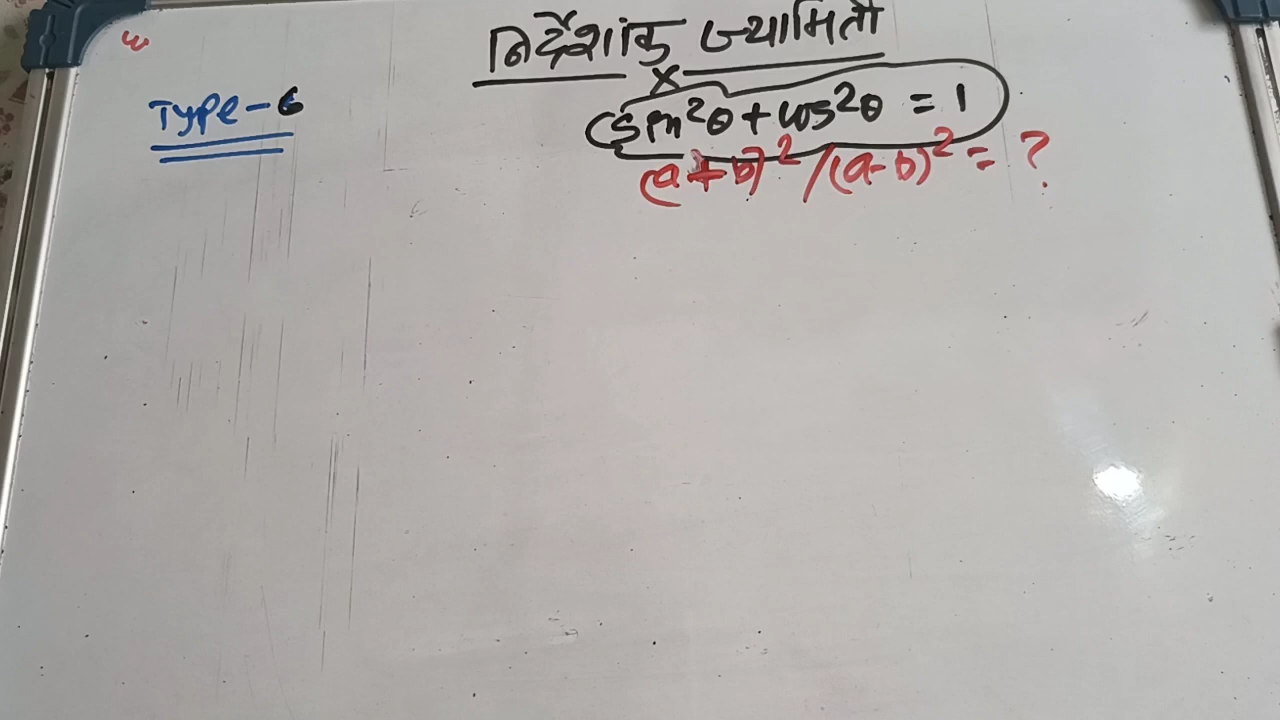 निर्देशांक ज्यामिती
Type-6
sin²θ + cos²θ = 1
(a+b)²/(a-b)² = ?